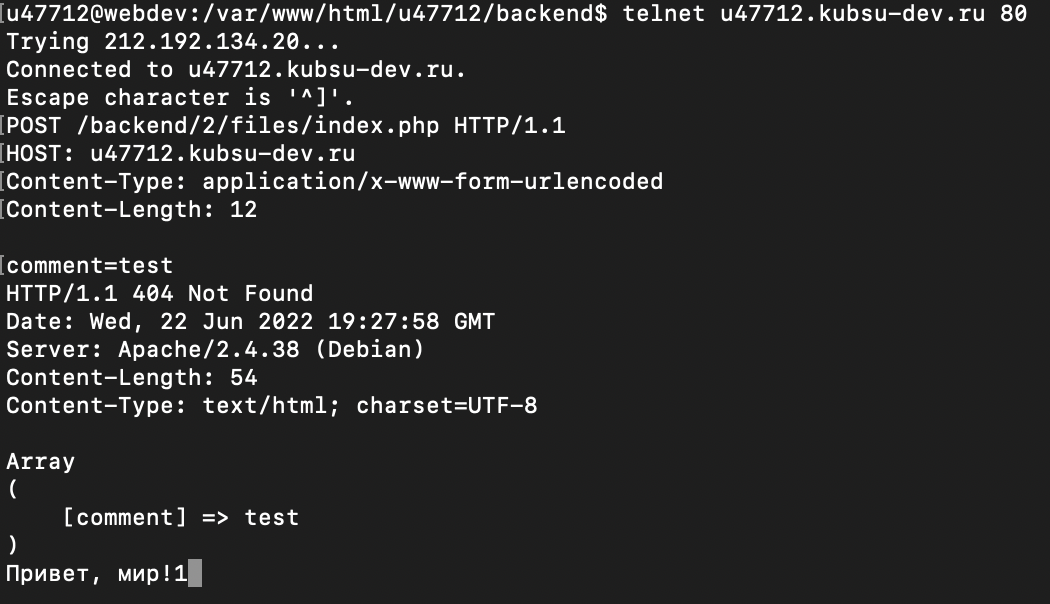 u47712@webdev:/var/www/html/u47712/backend$ telnet u47712.kubsu-dev.ru 80
Trying 212.192.134.20...
Connected to u47712.kubsu-dev.ru.
Escape character is '^]'.
POST /backend/2/files/index.php HTTP/1.1
HOST: u47712.kubsu-dev.ru
Content-Type: application/x-www-form-urlencoded
Content-Length: 12

comment=test
HTTP/1.1 404 Not Found
Date: Wed, 22 Jun 2022 19:27:58 GMT
Server: Apache/2.4.38 (Debian)
Content-Length: 54
Content-Type: text/html; charset=UTF-8

Array
(
    [comment] => test
)
Привет, мир!1